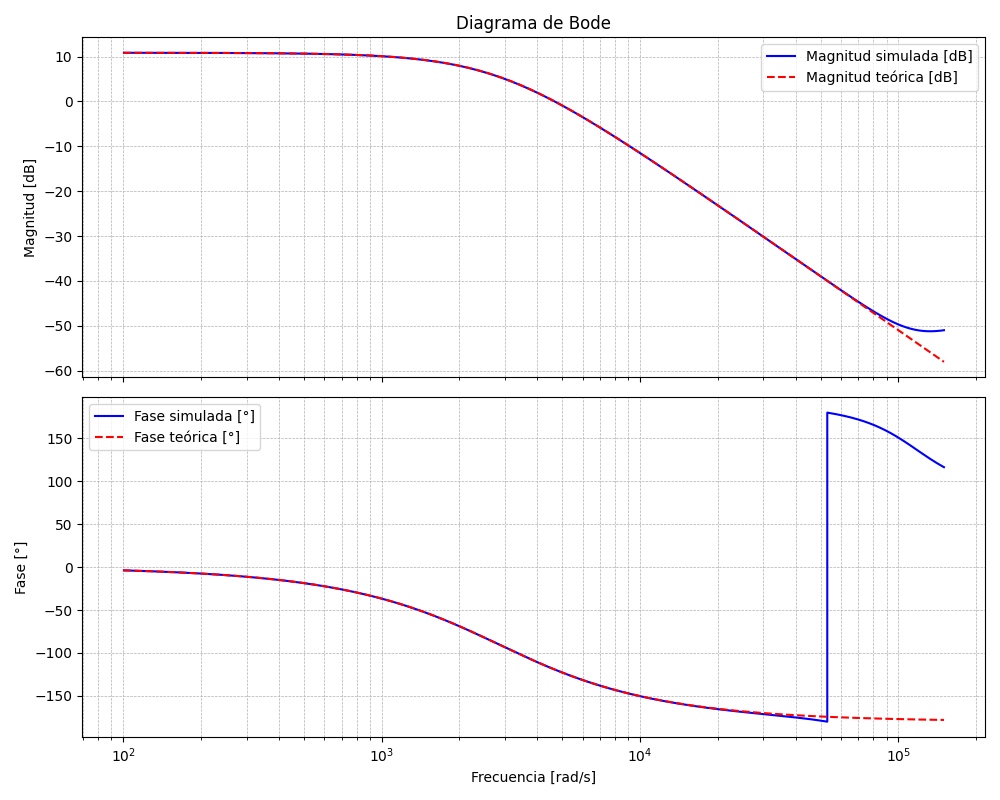 Diagrama de Bode
Magnitud [dB]
10
0
−10
−20
−30
−40
−50
−60
Magnitud simulada [dB]
Magnitud teórica [dB]
Fase [°]
150
100
50
0
−50
−100
−150
Fase simulada [°]
Fase teórica [°]
10² 10³ 10⁴ 10⁵
Frecuencia [rad/s]